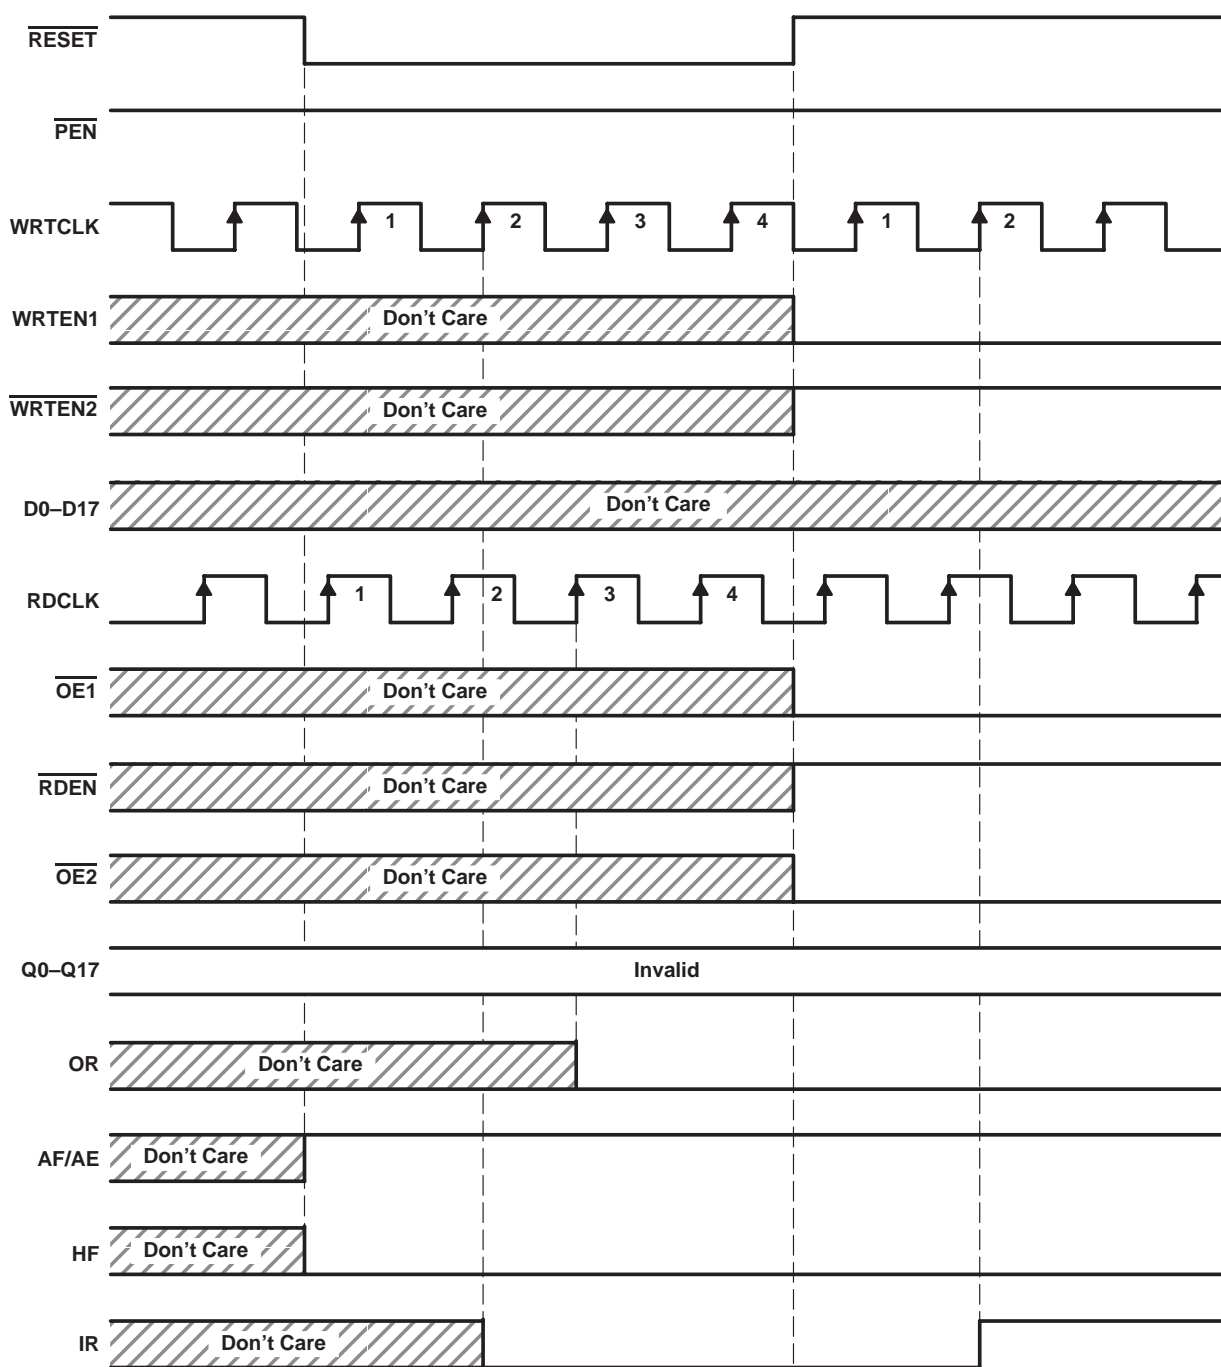 RESET
PEN
WRTCLK 1 2 3 4 1 2
WRTEN1 Don't Care
WRTEN2 Don't Care
D0–D17 Don't Care
RDCLK 1 2 3 4
OE1 Don't Care
RDEN Don't Care
OE2 Don't Care
Q0–Q17 Invalid
OR Don't Care
AF/AE Don't Care
HF Don't Care
IR Don't Care